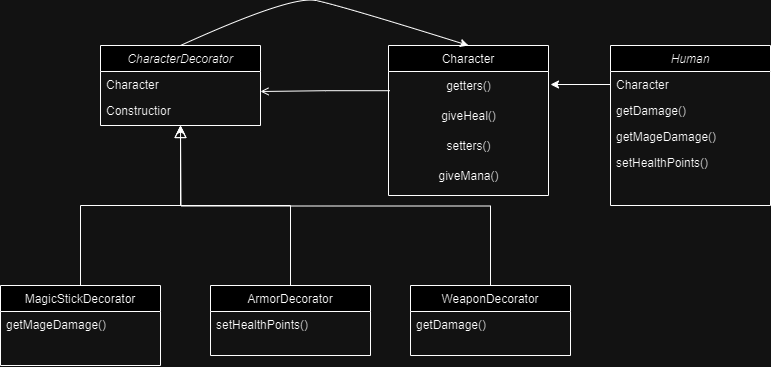 CharacterDecorator
Character
Constructior
Character
getters()
giveHeal()
setters()
giveMana()
Human
Character
getDamage()
getMageDamage()
setHealthPoints()
MagicStickDecorator
getMageDamage()
ArmorDecorator
setHealthPoints()
WeaponDecorator
getDamage()